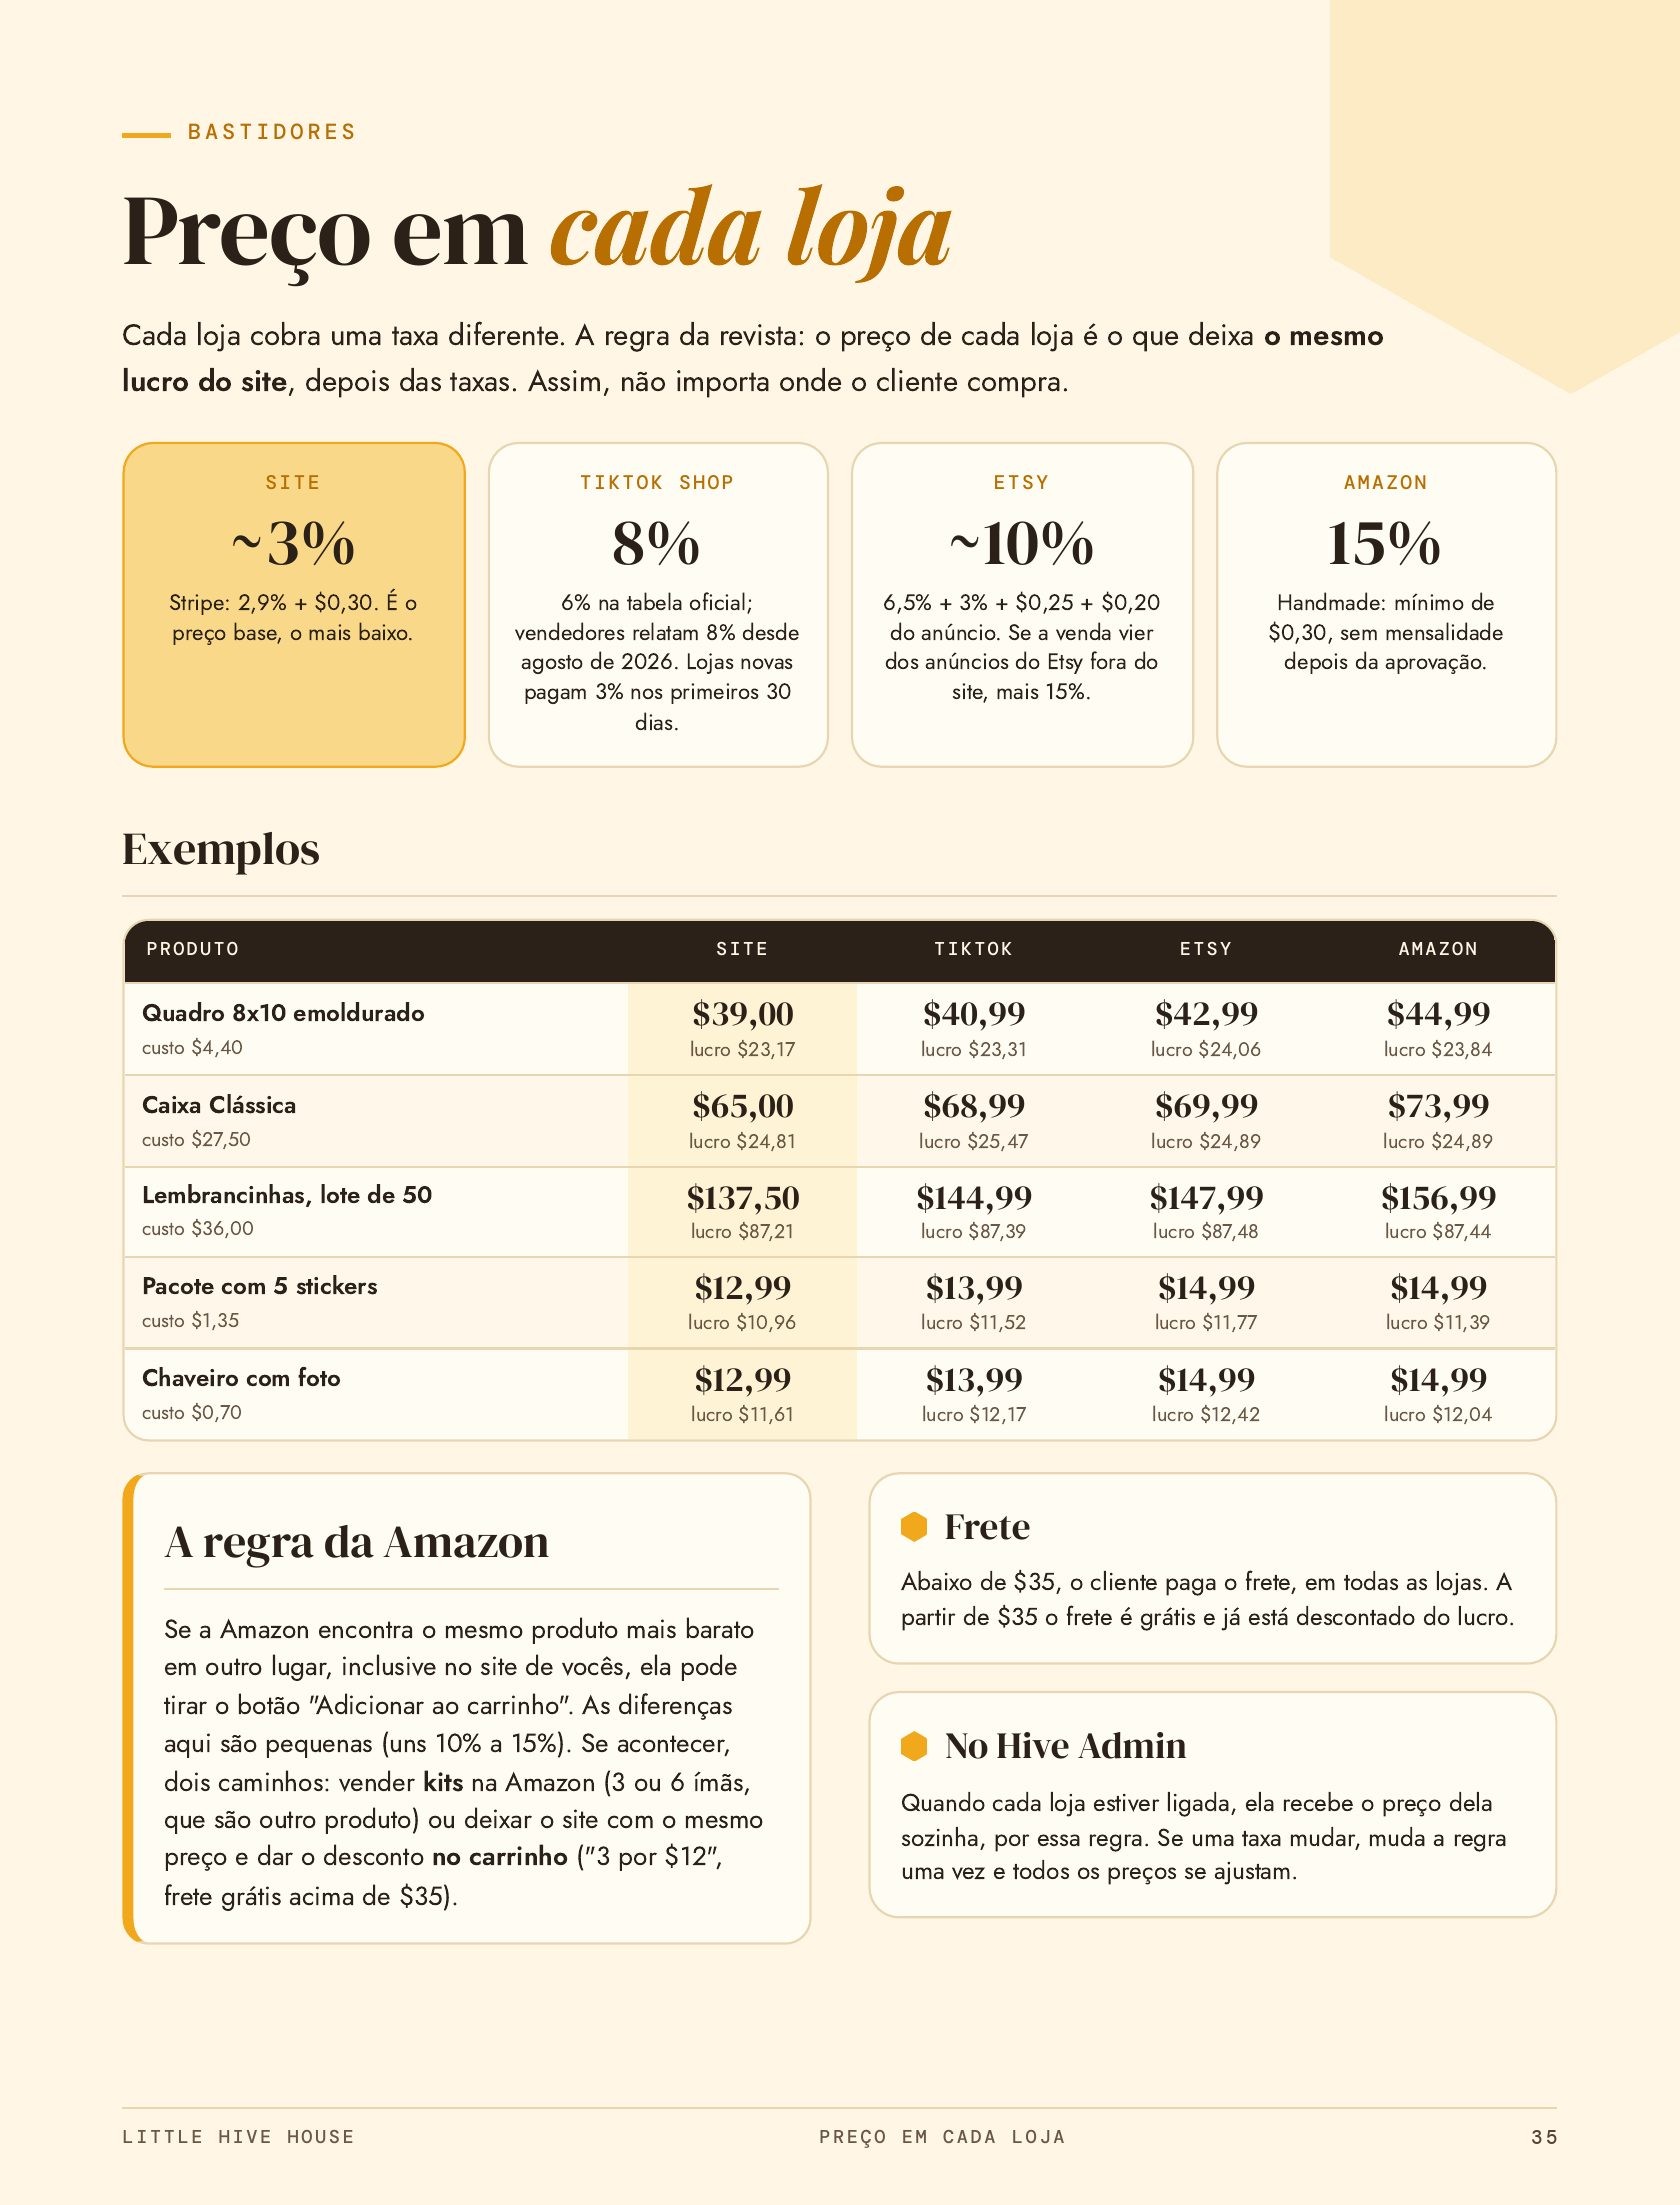 BASTIDORES
Preço em cada loja
Cada loja cobra uma taxa diferente. A regra da revista: o preço de cada loja é o que deixa o mesmo
lucro do site, depois das taxas. Assim, não importa onde o cliente compra.
SITE
~3%
Stripe: 2,9% + $0,30. É o
preço base, o mais baixo.
TIKTOK SHOP
8%
6% na tabela oficial;
vendedores relatam 8% desde
agosto de 2026. Lojas novas
pagam 3% nos primeiros 30
dias.
ETSY
~10%
6,5% + 3% + $0,25 + $0,20
do anúncio. Se a venda vier
dos anúncios do Etsy fora do
site, mais 15%.
AMAZON
15%
Handmade: mínimo de
$0,30, sem mensalidade
depois da aprovação.
Exemplos
PRODUTO SITE TIKTOK ETSY AMAZON
Quadro 8x10 emoldurado $39,00 $40,99 $42,99 $44,99
custo $4,40 lucro $23,17 lucro $23,31 lucro $24,06 lucro $23,84
Caixa Clássica $65,00 $68,99 $69,99 $73,99
custo $27,50 lucro $24,81 lucro $25,47 lucro $24,89 lucro $24,89
Lembrancinhas, lote de 50 $137,50 $144,99 $147,99 $156,99
custo $36,00 lucro $87,21 lucro $87,39 lucro $87,48 lucro $87,44
Pacote com 5 stickers $12,99 $13,99 $14,99 $14,99
custo $1,35 lucro $10,96 lucro $11,52 lucro $11,77 lucro $11,39
Chaveiro com foto $12,99 $13,99 $14,99 $14,99
custo $0,70 lucro $11,61 lucro $12,17 lucro $12,42 lucro $12,04
A regra da Amazon
Se a Amazon encontra o mesmo produto mais barato
em outro lugar, inclusive no site de vocês, ela pode
tirar o botão "Adicionar ao carrinho". As diferenças
aqui são pequenas (uns 10% a 15%). Se acontecer,
dois caminhos: vender kits na Amazon (3 ou 6 ímãs,
que são outro produto) ou deixar o site com o mesmo
preço e dar o desconto no carrinho ("3 por $12",
frete grátis acima de $35).
Frete
Abaixo de $35, o cliente paga o frete, em todas as lojas. A
partir de $35 o frete é grátis e já está descontado do lucro.
No Hive Admin
Quando cada loja estiver ligada, ela recebe o preço dela
sozinha, por essa regra. Se uma taxa mudar, muda a regra
uma vez e todos os preços se ajustam.
LITTLE HIVE HOUSE PREÇO EM CADA LOJA 35